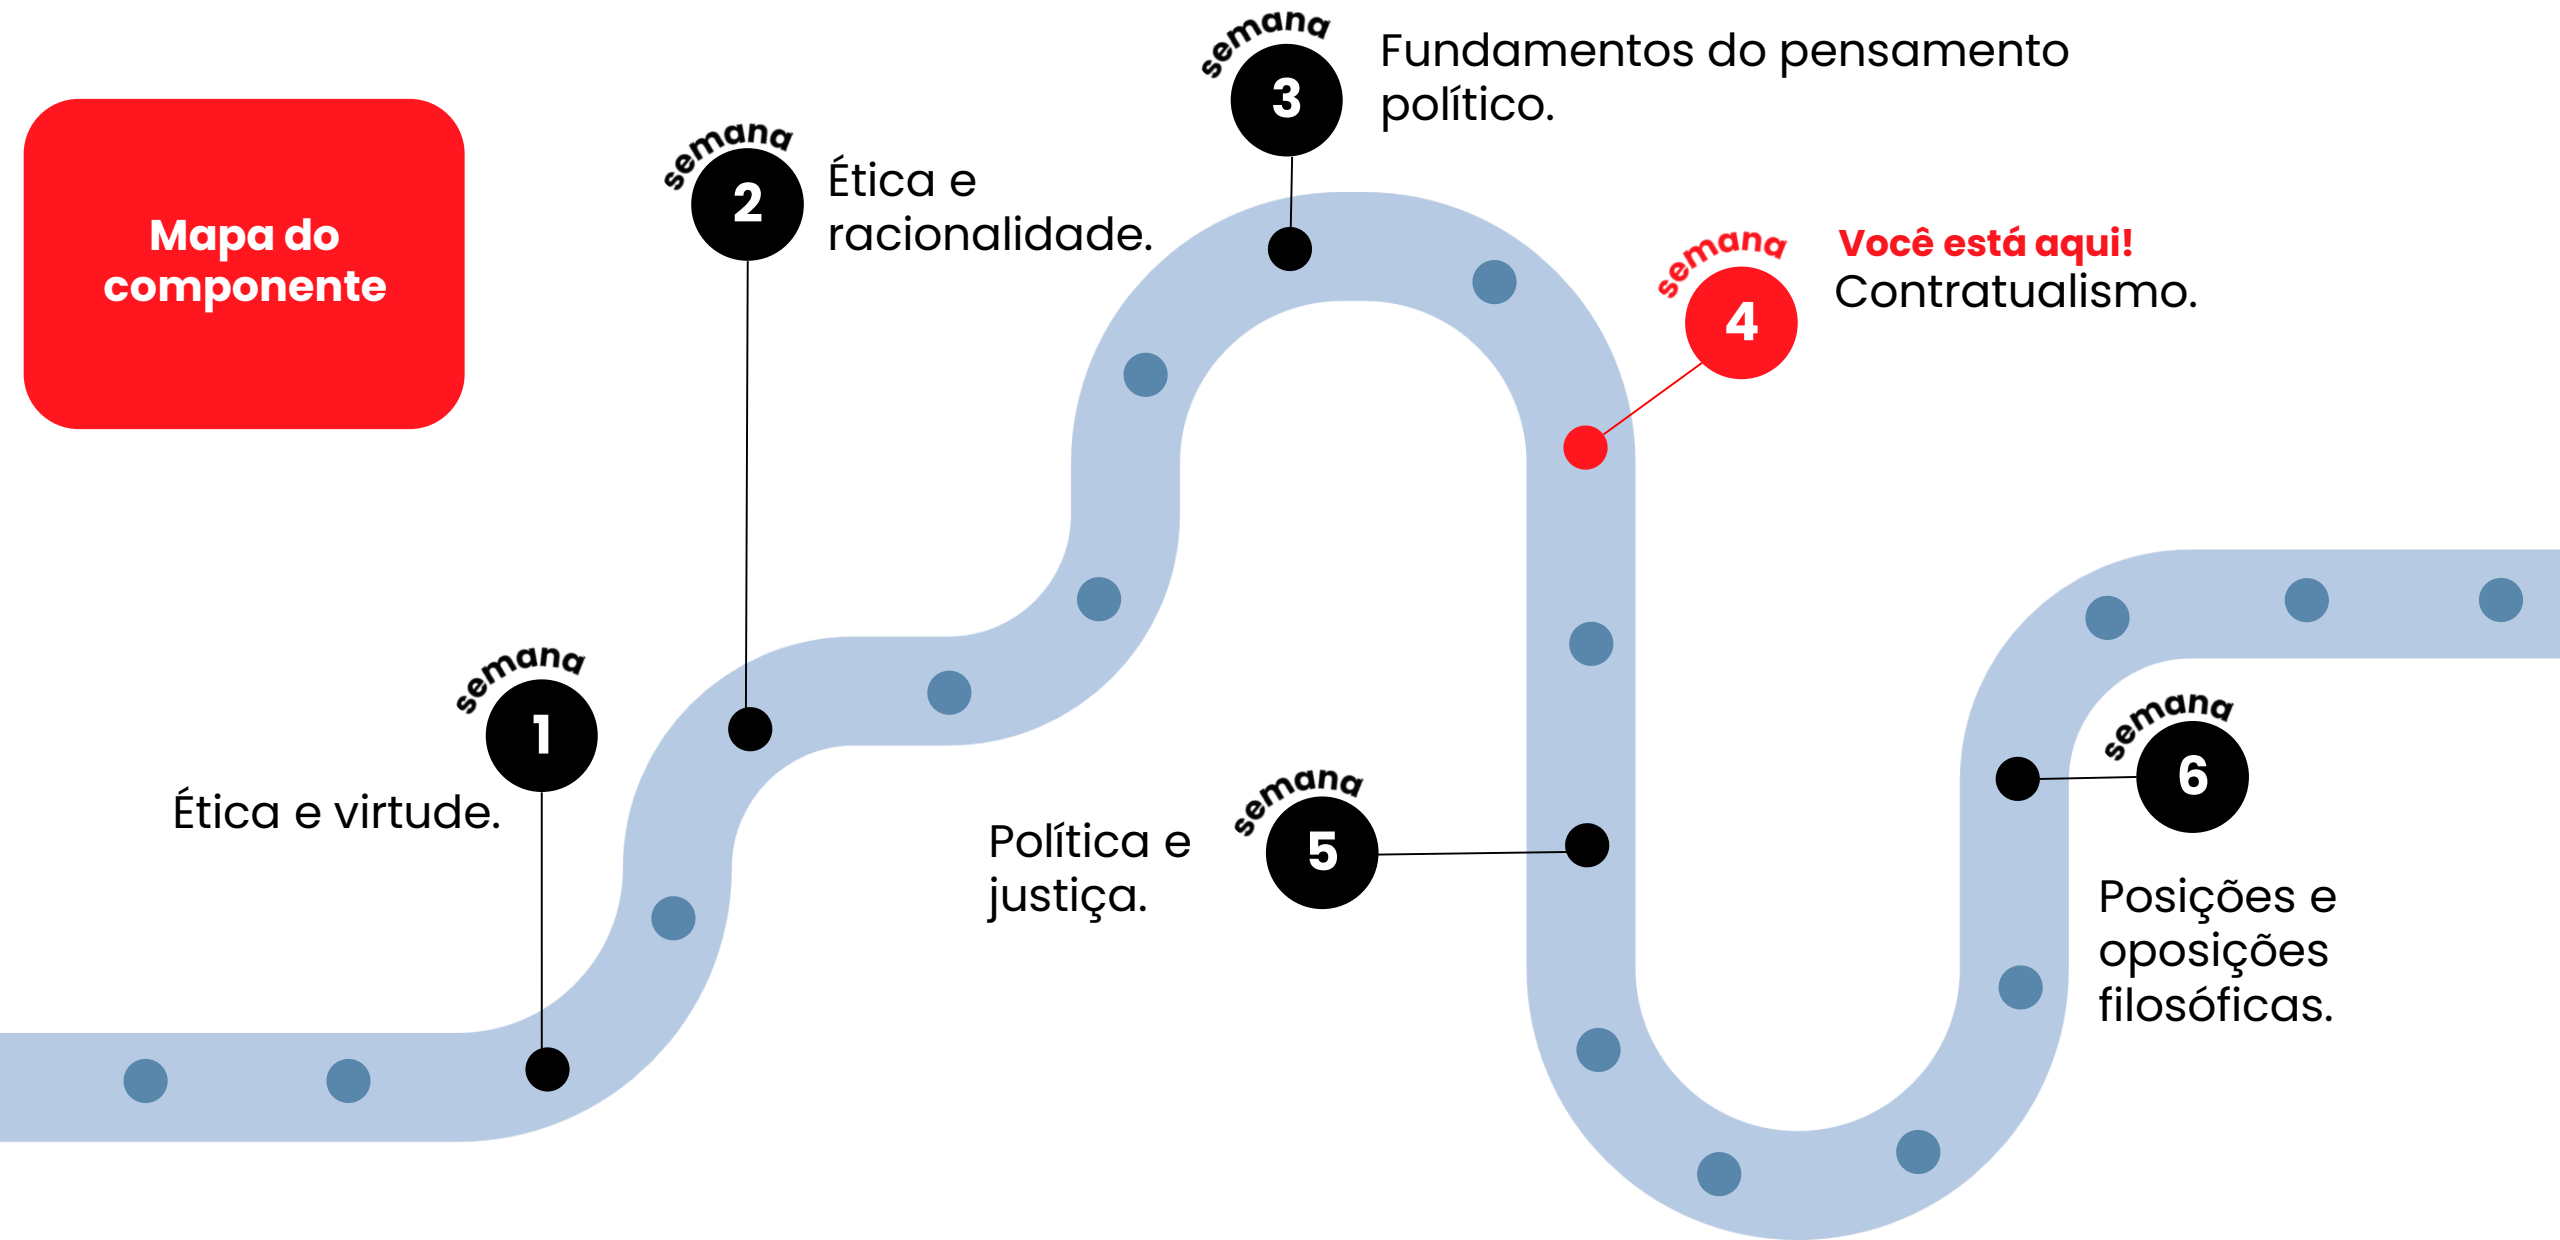 Mapa do
componente
semana
1
Ética e virtude.
semana
2
Ética e
racionalidade.
semana
3
Fundamentos do pensamento
político.
semana
4
Você está aqui!
Contratualismo.
semana
5
Política e
justiça.
semana
6
Posições e
oposições
filosóficas.